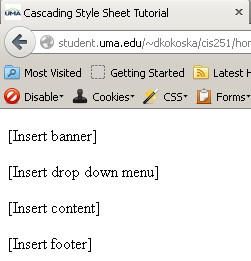 UMA Cascading Style Sheet Tutorial
student.uma.edu/~dkokoska/cis251/hor
Most Visited Getting Started Latest H
Disable Cookies CSS Forms
[Insert banner]
[Insert drop down menu]
[Insert content]
[Insert footer]